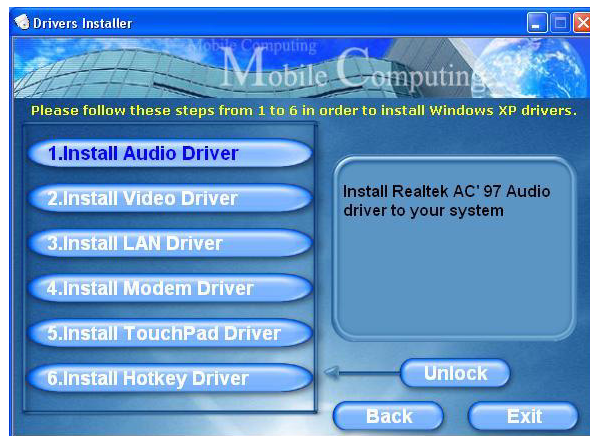 Drivers Installer
Mobile Computing
Mobile Computing
Please follow these steps from 1 to 6 in order to install Windows XP drivers.
1.Install Audio Driver
2.Install Video Driver
3.Install LAN Driver
4.Install Modem Driver
5.Install TouchPad Driver
6.Install Hotkey Driver
Install Realtek AC' 97 Audio
driver to your system
Unlock
Back
Exit